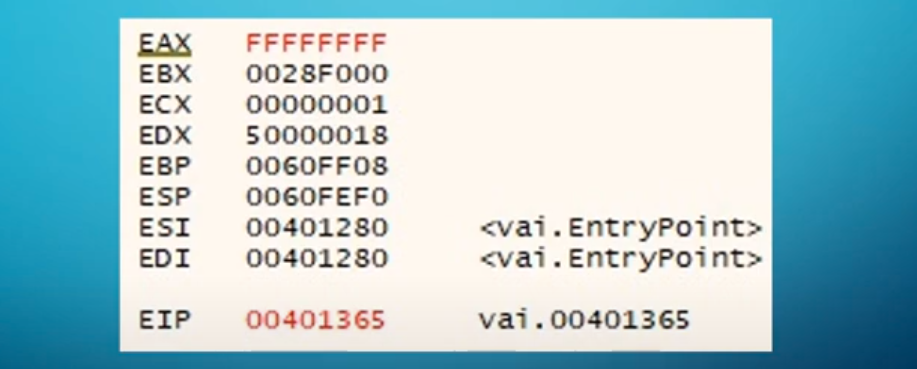 EAX FFFFFFFF
EBX 0028F000
ECX 00000001
EDX 50000018
EBP 0060FF08
ESP 0060FEF0
ESI 00401280 <vai.EntryPoint>
EDI 00401280 <vai.EntryPoint>
EIP 00401365 vai.00401365